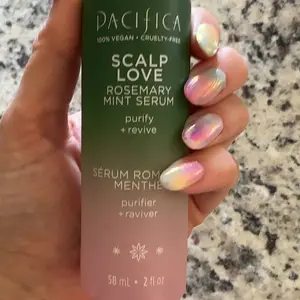 PACIFICA
100% VEGAN • CRUELTY-FREE
SCALP
LOVE
ROSEMARY
MINT SERUM
purify
+ revive
SÉRUM
MENTHE
purifier
+ raviver
58 mL • 2 fl oz